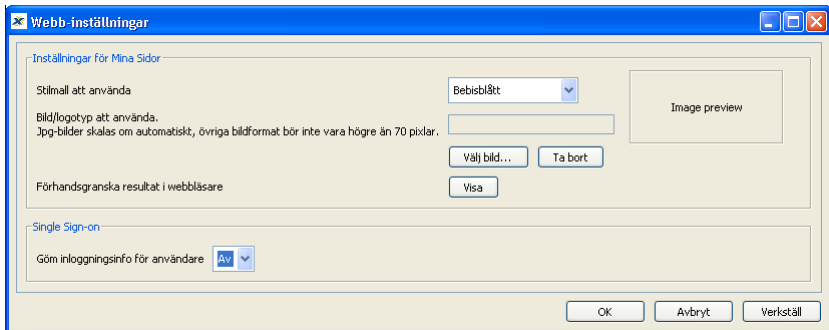 Webb-inställningar
Inställningar för Mina Sidor
Stilmall att använda
Bebisblått
Image preview
Bild/logotyp att använda.
Jpg-bilder skalas om automatiskt, övriga bildformat bör inte vara högre än 70 pixlar.
Välj bild...
Ta bort
Förhandsgranska resultat i webbläsare
Visa
Single Sign-on
Göm inloggningsinfo för användare
Av
OK
Avbryt
Verkställ